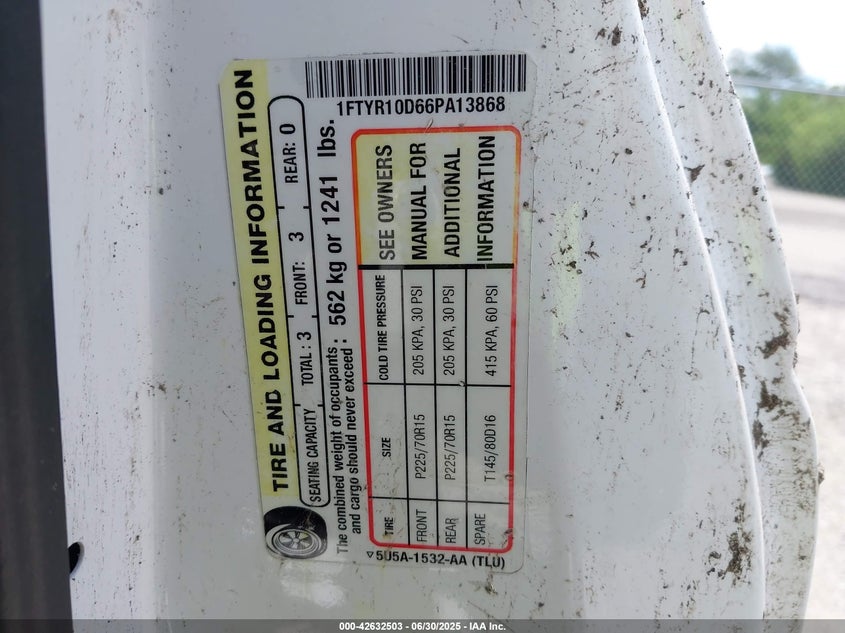 1FTYR10D66PA13868
TIRE AND LOADING INFORMATION
SEATING CAPACITY TOTAL: 3 FRONT: 3 REAR: 0
The combined weight of occupants
and cargo should never exceed: 562 kg or 1241 lbs.
TIRE SIZE COLD TIRE PRESSURE
FRONT P225/70R15 205 KPA, 30 PSI
REAR P225/70R15 205 KPA, 30 PSI
SPARE T145/80D16 415 KPA, 60 PSI
SEE OWNERS
MANUAL FOR
ADDITIONAL
INFORMATION
5U5A-1532-AA (TLU)
000-42632503 - 06/30/2025 - IAA Inc.